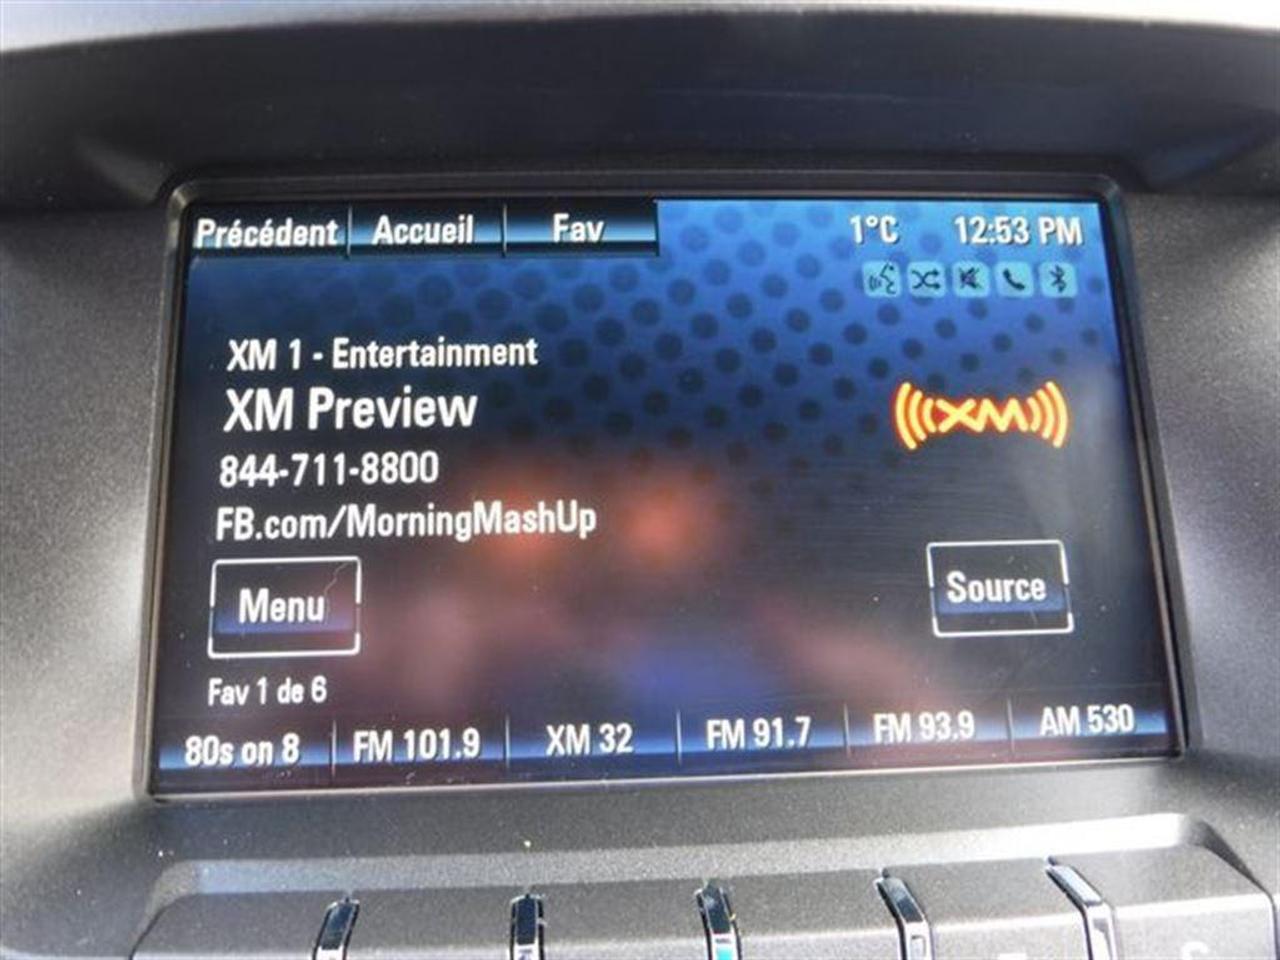 Précédent Accueil Fav 1°C 12:53 PM
XM 1 - Entertainment
XM Preview
((XM))
844-711-8800
FB.com/MorningMashUp
Menu Source
Fav 1 de 6
80s on 8 FM 101.9 XM 32 FM 91.7 FM 93.9 AM 530